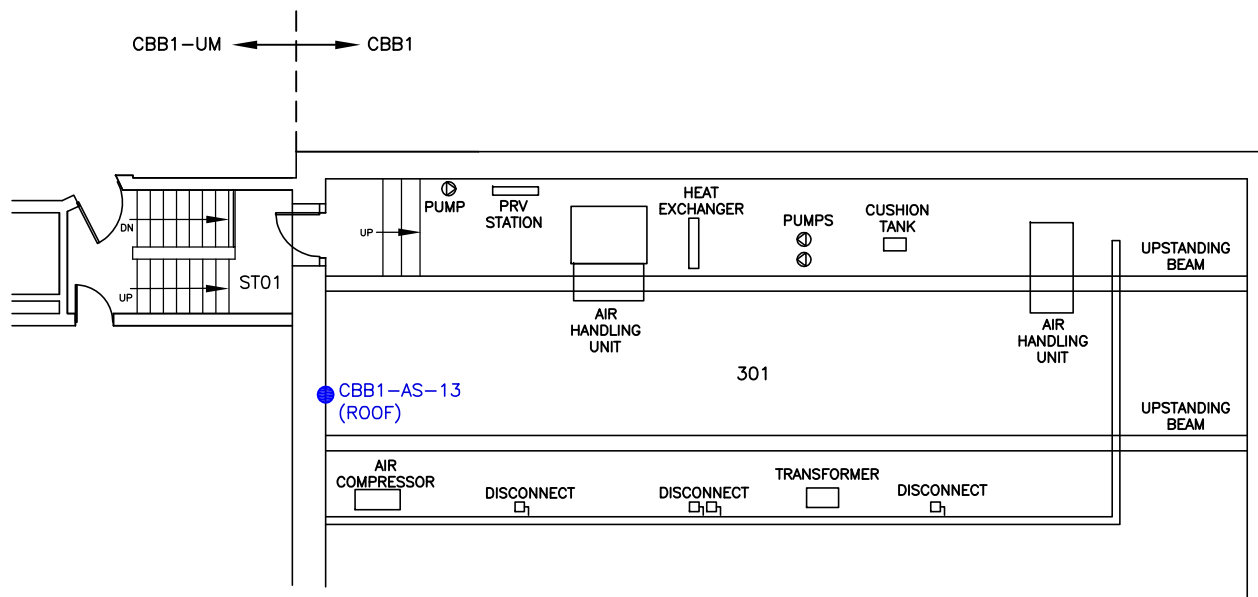 CBB1-UM
CBB1
PUMP
PRV
STATION
HEAT
EXCHANGER
PUMPS
CUSHION
TANK
UPSTANDING
BEAM
DN
UP
UP
ST01
AIR
HANDLING
UNIT
AIR
HANDLING
UNIT
301
CBB1-AS-13
(ROOF)
UPSTANDING
BEAM
AIR
COMPRESSOR
DISCONNECT
DISCONNECT
TRANSFORMER
DISCONNECT